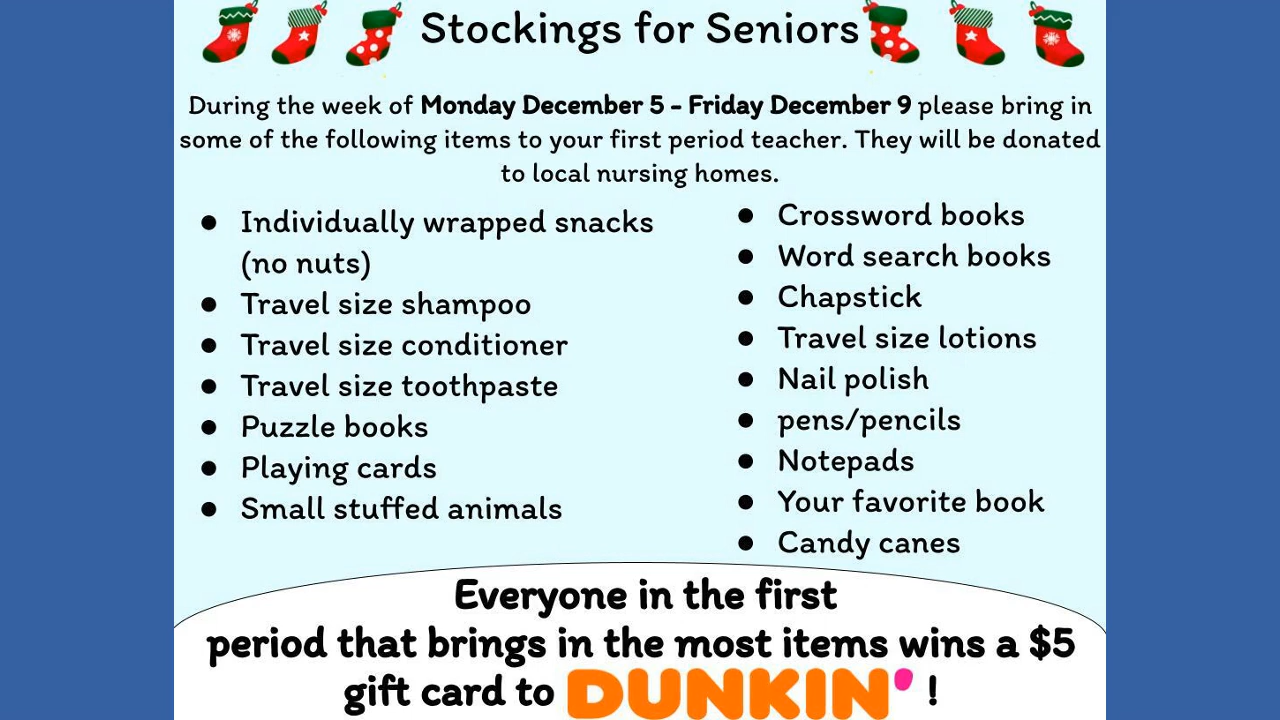 Stockings for Seniors
During the week of Monday December 5 - Friday December 9 please bring in
some of the following items to your first period teacher. They will be donated
to local nursing homes.
● Individually wrapped snacks
(no nuts)
● Travel size shampoo
● Travel size conditioner
● Travel size toothpaste
● Puzzle books
● Playing cards
● Small stuffed animals
● Crossword books
● Word search books
● Chapstick
● Travel size lotions
● Nail polish
● pens/pencils
● Notepads
● Your favorite book
● Candy canes
Everyone in the first
period that brings in the most items wins a $5
gift card to DUNKIN' !